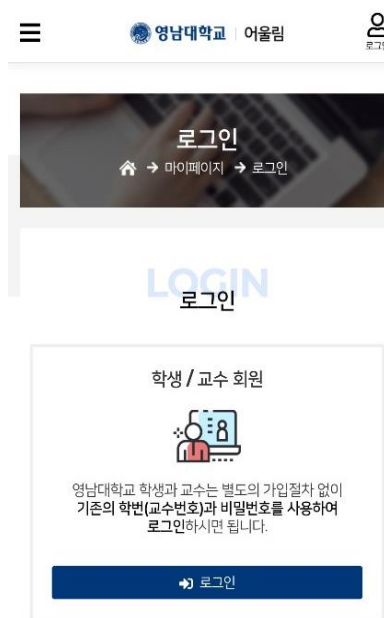 영남대학교 어울림
로그인
로그인
→ 마이페이지 → 로그인
LOGIN
로그인
학생 / 교수 회원
영남대학교 학생과 교수는 별도의 가입절차 없이
기존의 학번(교수번호)과 비밀번호를 사용하여
로그인하시면 됩니다.
로그인